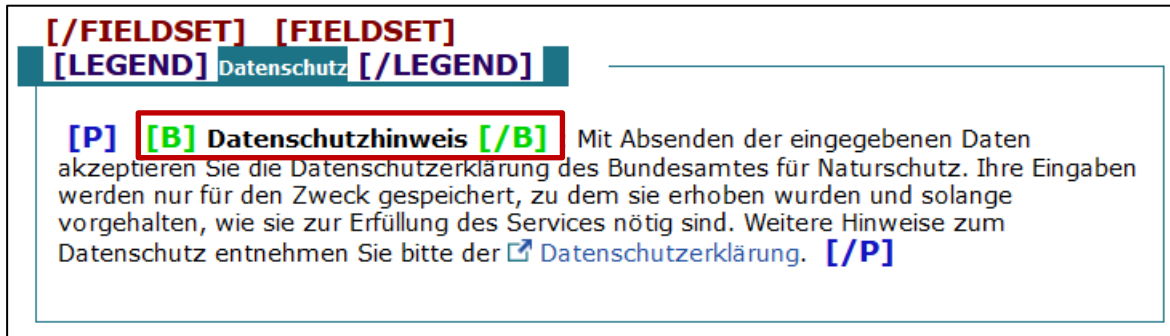 [/FIELDSET] [FIELDSET]
[LEGEND] Datenschutz [/LEGEND]
[P] [B] Datenschutzhinweis [/B] Mit Absenden der eingegebenen Daten
akzeptieren Sie die Datenschutzerklärung des Bundesamtes für Naturschutz. Ihre Eingaben
werden nur für den Zweck gespeichert, zu dem sie erhoben wurden und solange
vorgehalten, wie sie zur Erfüllung des Services nötig sind. Weitere Hinweise zum
Datenschutz entnehmen Sie bitte der Datenschutzerklärung. [/P]